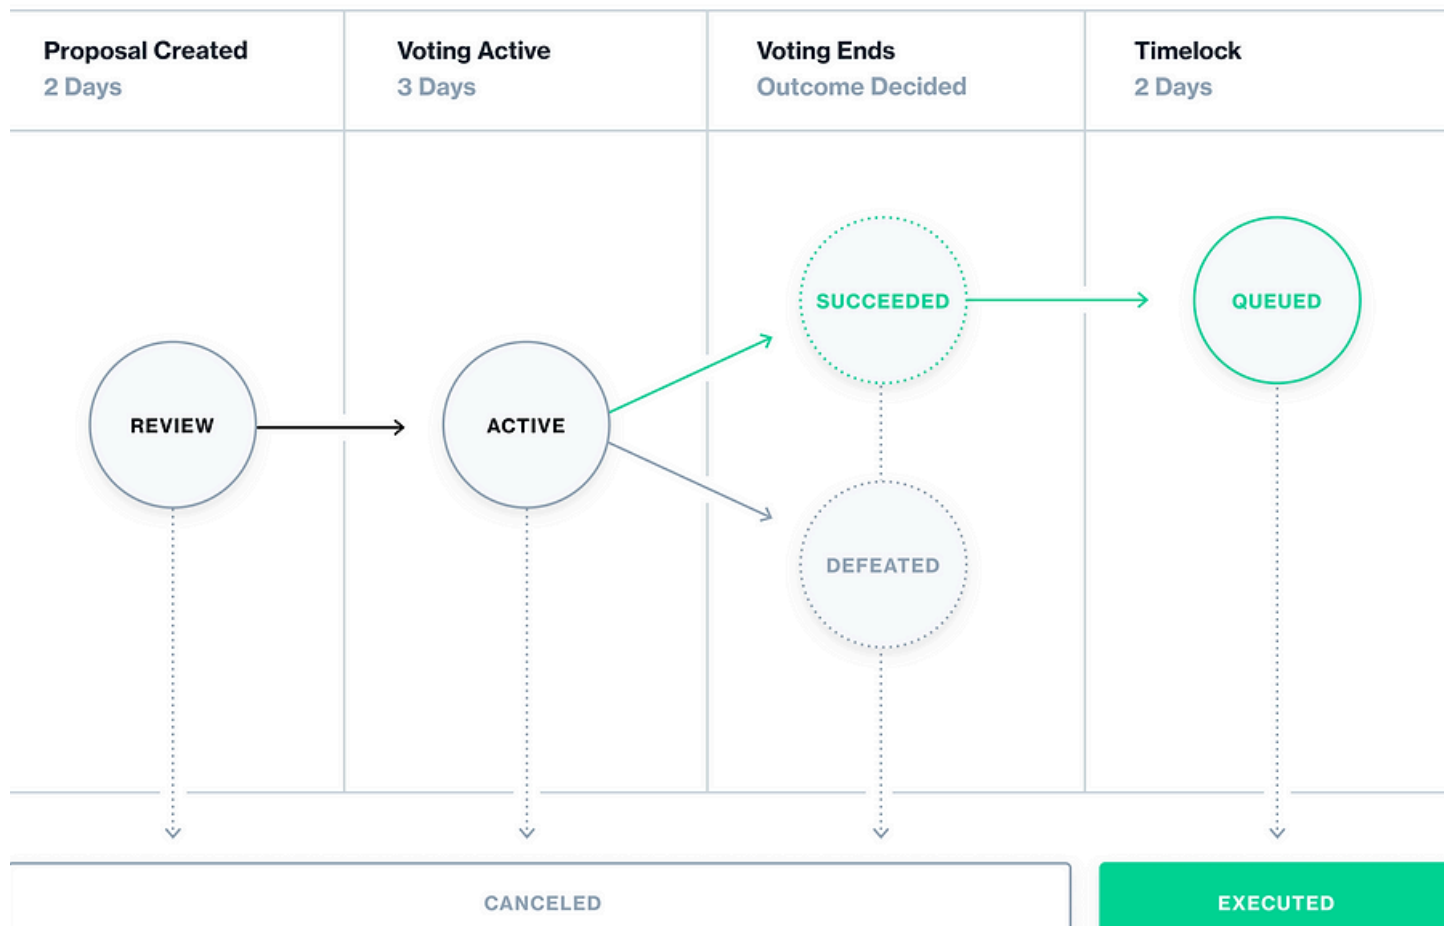 Proposal Created
2 Days
Voting Active
3 Days
Voting Ends
Outcome Decided
Timelock
2 Days
REVIEW
ACTIVE
SUCCEEDED
DEFEATED
QUEUED
CANCELED
EXECUTED